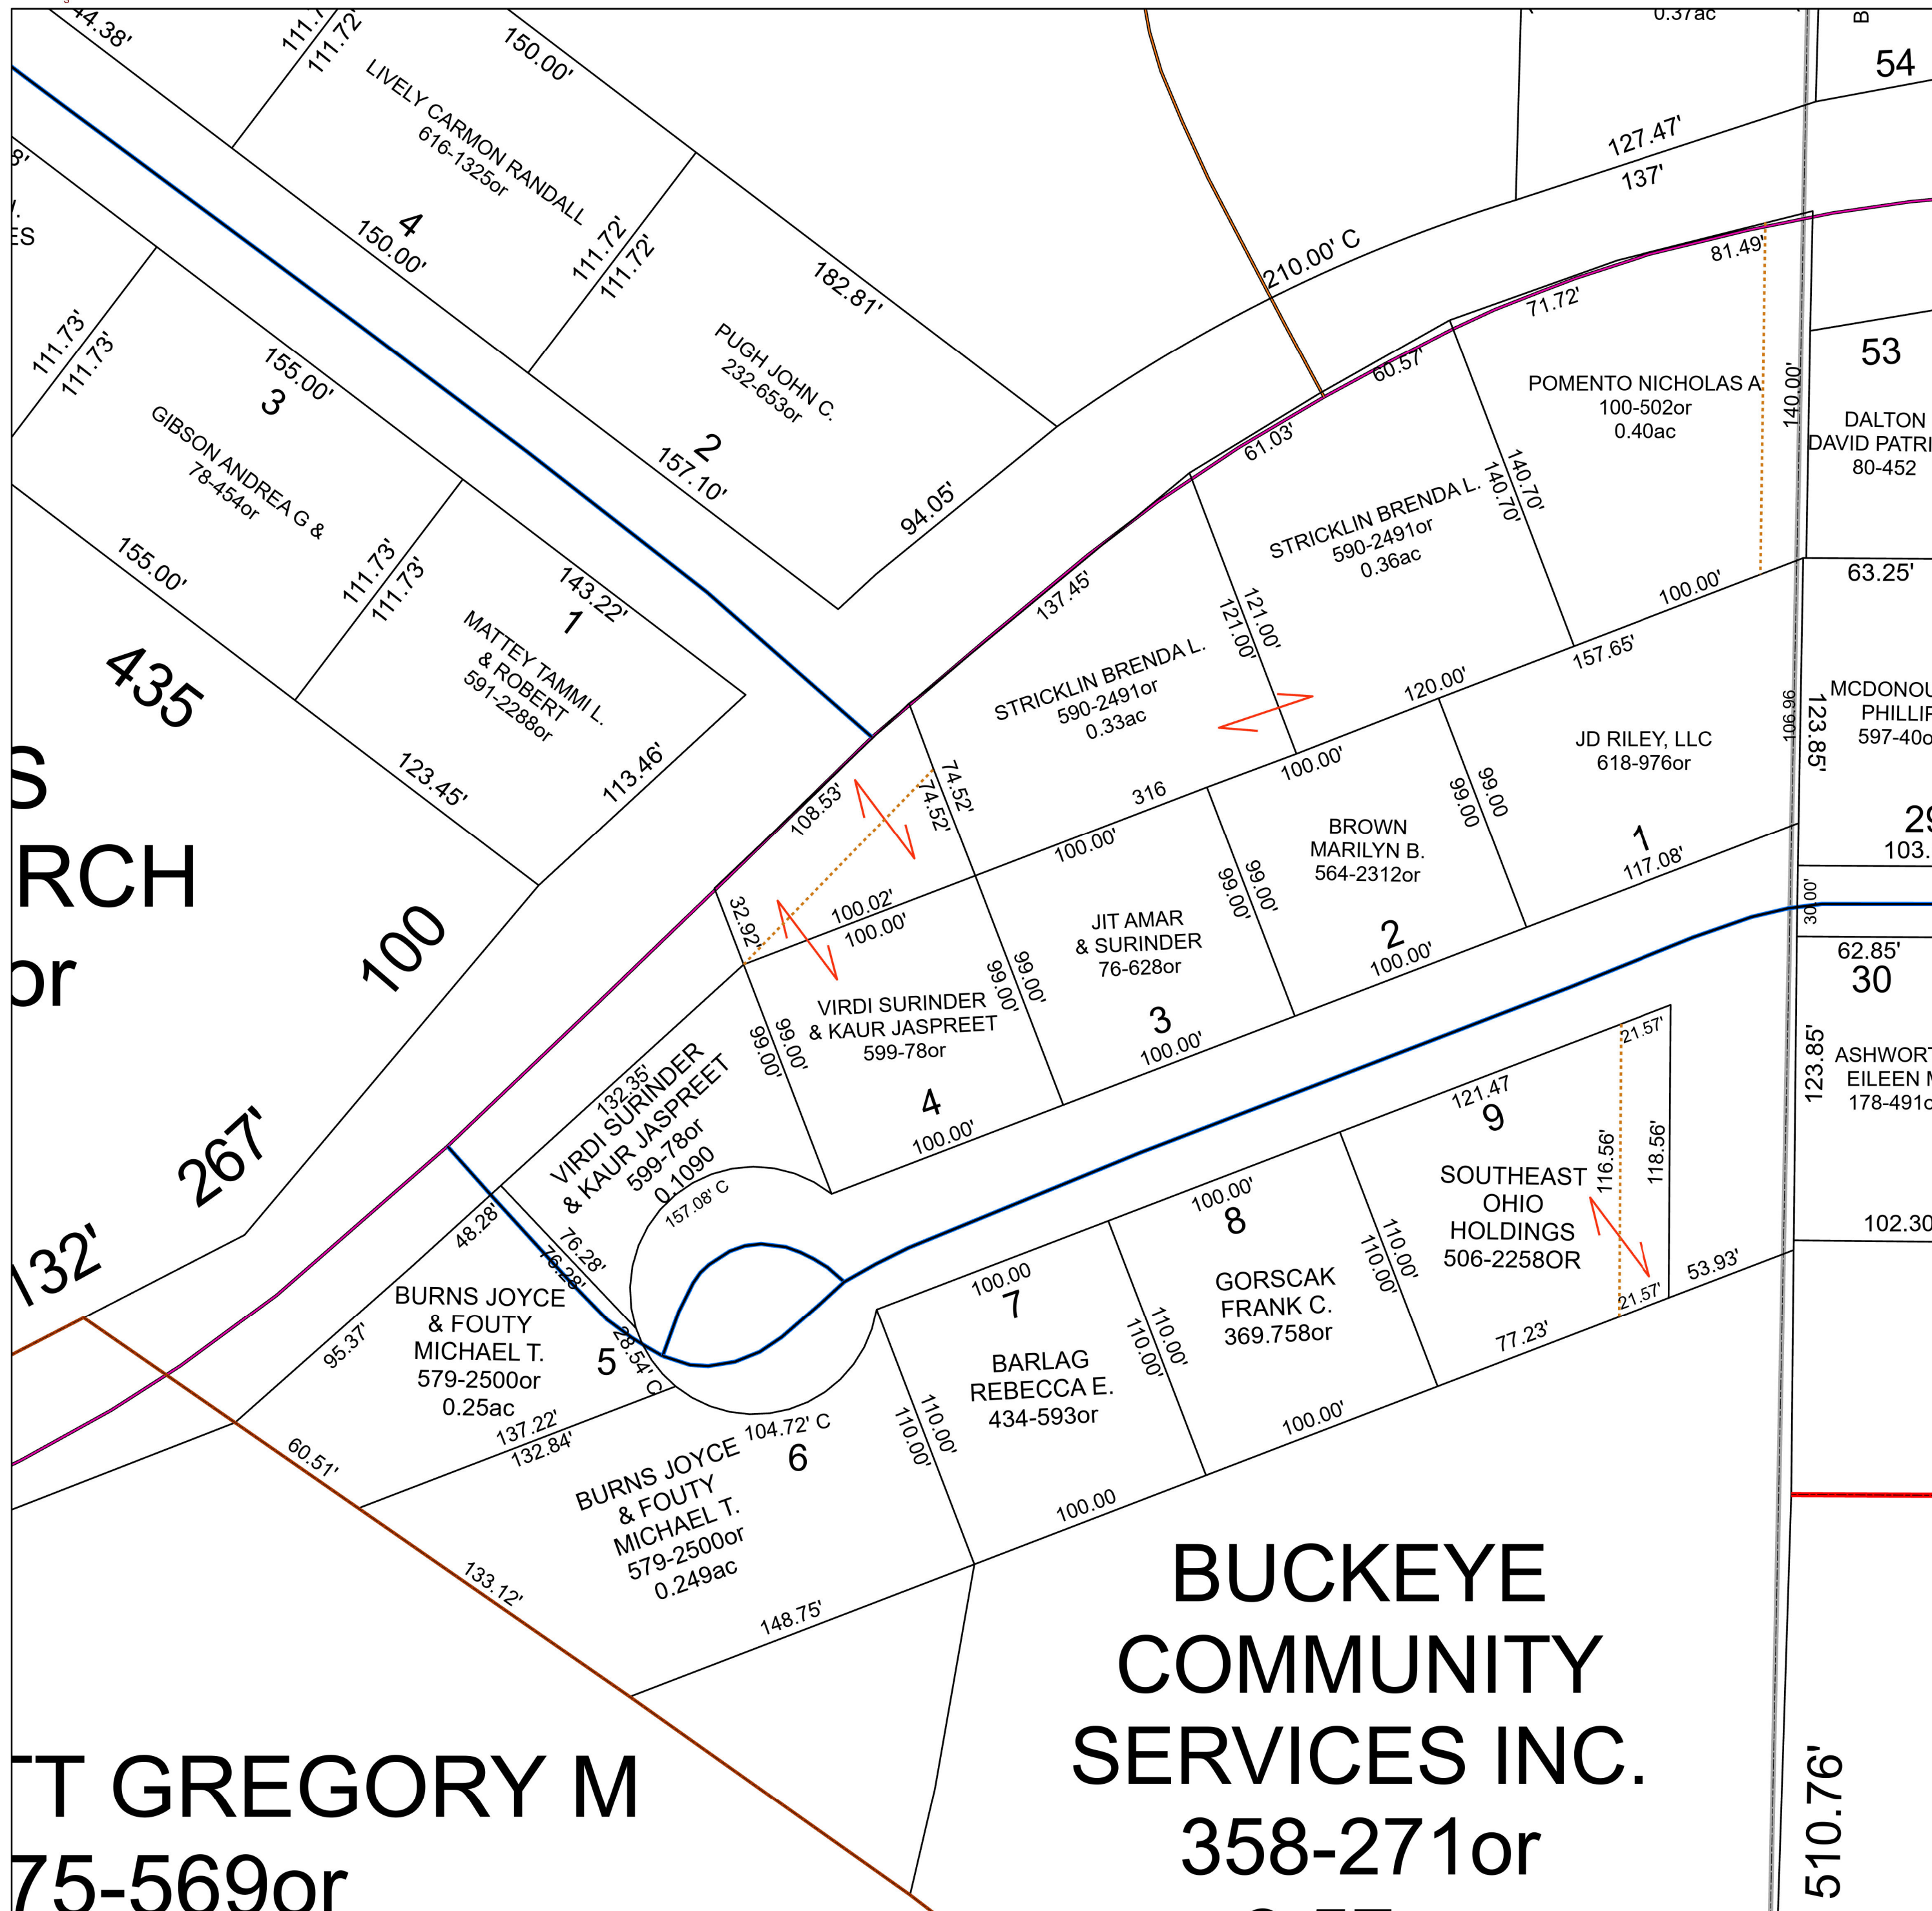 44.38'
111.72'
150.00'
LIVELY CARMON RANDALL
616-1325or
4
150.00'
111.72'
111.72'
182.81'
PUGH JOHN C.
232-653or
2
157.10'
94.05'
210.00' C
127.47'
137'
0.37ac
B
54
8'
ES
111.73'
111.73'
155.00'
3
GIBSON ANDREA G &
78-454or
155.00'
111.73'
111.73'
143.22'
1
MATTEY TAMMI L.
& ROBERT
591-2288or
123.45'
113.46'
435
S
RCH
or
100
267'
132'
81.49'
71.72'
60.57'
61.03'
137.45'
108.53'
POMENTO NICHOLAS A
100-502or
0.40ac
140.00'
140.70'
140.70'
100.00'
STRICKLIN BRENDA L.
590-2491or
0.36ac
121.00'
121.00'
120.00'
157.65'
STRICKLIN BRENDA L.
590-2491or
0.33ac
74.52'
74.52'
316
100.00'
100.00'
53
DALTON
DAVID PATRI
80-452
63.25'
MCDONOU
PHILLIP
597-40o
106.96
123.85'
29
103.
JD RILEY, LLC
618-976or
1
117.08'
99.00
99.00
BROWN
MARILYN B.
564-2312or
2
100.00'
99.00'
99.00'
JIT AMAR
& SURINDER
76-628or
3
100.00'
99.00'
99.00'
32.92'
100.02'
100.00'
VIRDI SURINDER
& KAUR JASPREET
599-78or
4
100.00'
99.00'
99.00'
30.00'
62.85'
30
123.85'
ASHWORT
EILEEN M
178-491o
102.30
132.35'
VIRDI SURINDER
& KAUR JASPREET
599-78or
0.1090
157.08' C
48.28'
76.28'
76.28'
28.54' C
95.37'
BURNS JOYCE
& FOUTY
MICHAEL T.
579-2500or
0.25ac
5
137.22'
132.84'
60.51'
104.72' C
6
BURNS JOYCE
& FOUTY
MICHAEL T.
579-2500or
0.249ac
133.12'
148.75'
100.00
7
BARLAG
REBECCA E.
434-593or
110.00'
110.00'
100.00
100.00'
8
GORSCAK
FRANK C.
369.758or
110.00'
110.00'
100.00'
121.47
9
SOUTHEAST
OHIO
HOLDINGS
506-2258OR
110.00'
110.00'
21.57'
116.56'
118.56'
21.57'
53.93'
77.23'
BUCKEYE
COMMUNITY
SERVICES INC.
358-271or
510.76'
TT GREGORY M
75-569or